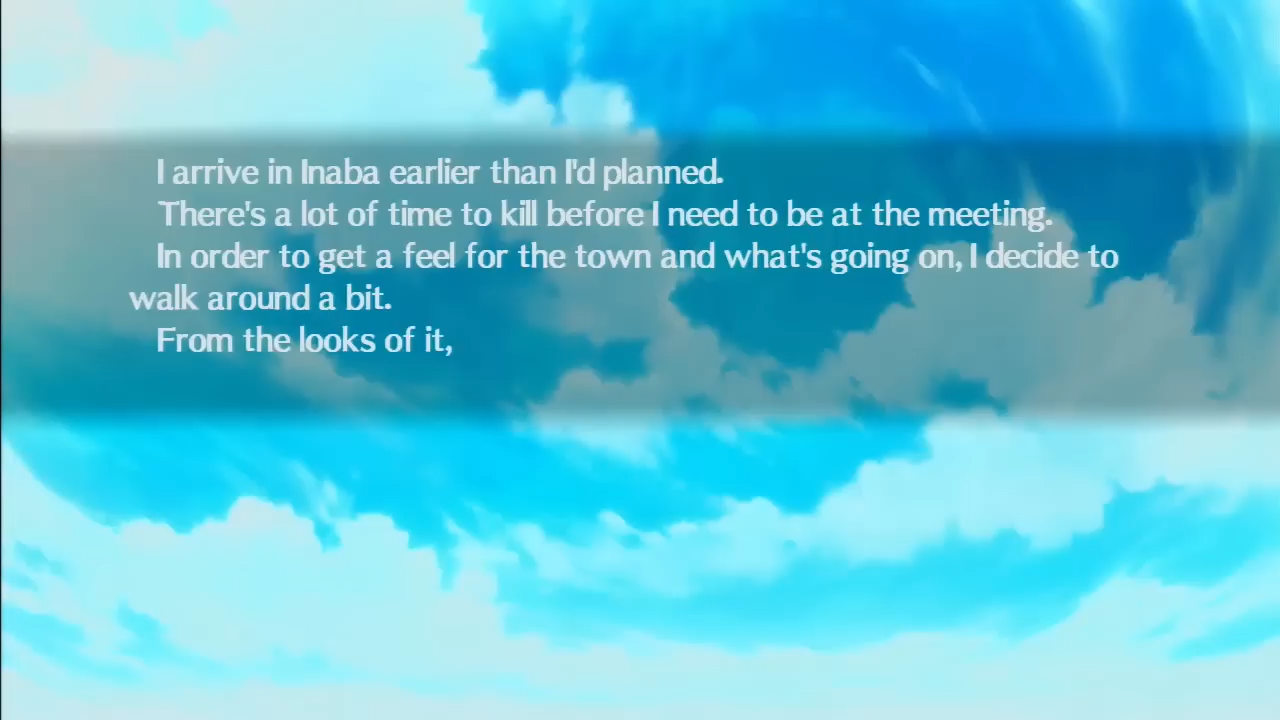 I arrive in Inaba earlier than I'd planned.
There's a lot of time to kill before I need to be at the meeting.
In order to get a feel for the town and what's going on, I decide to
walk around a bit.
From the looks of it,